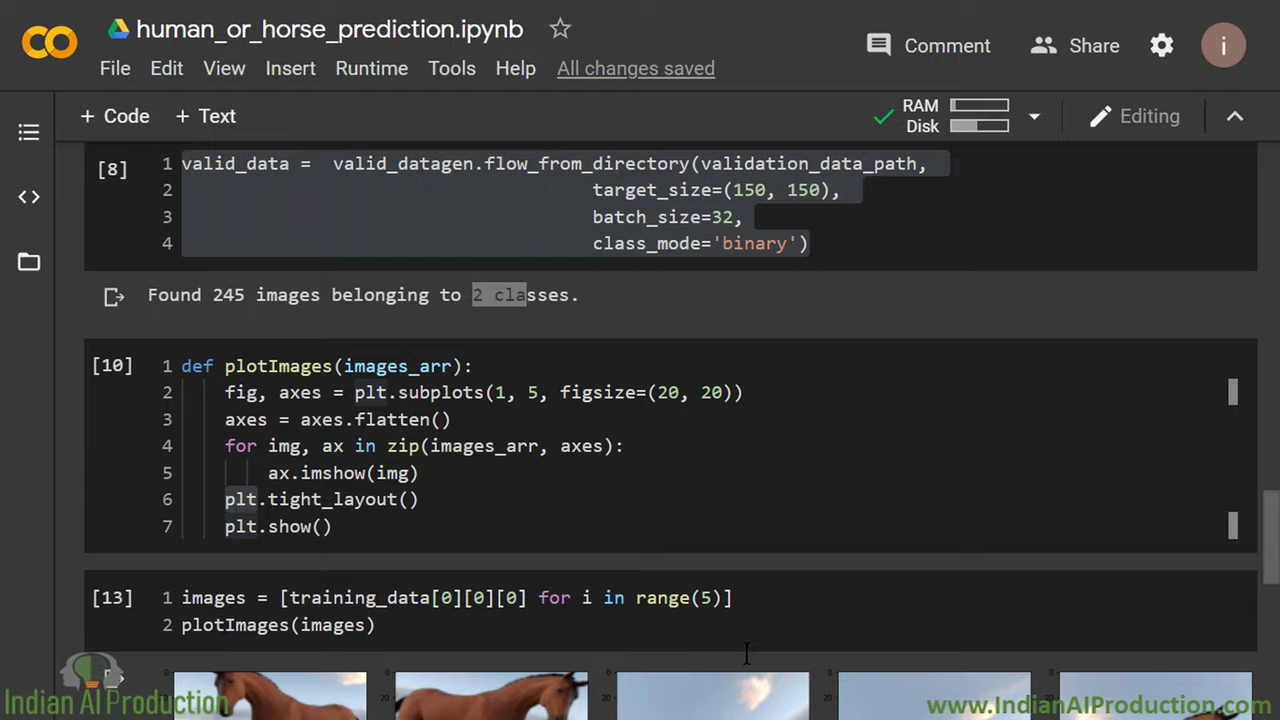 human_or_horse_prediction.ipynb
Comment
Share
i
File Edit View Insert Runtime Tools Help All changes saved
+ Code + Text
RAM
Disk
Editing
[8]
1 valid_data =  valid_datagen.flow_from_directory(validation_data_path,
2 target_size=(150, 150),
3 batch_size=32,
4 class_mode='binary')
Found 245 images belonging to 2 classes.
[10]
1 def plotImages(images_arr):
2 fig, axes = plt.subplots(1, 5, figsize=(20, 20))
3 axes = axes.flatten()
4 for img, ax in zip(images_arr, axes):
5 ax.imshow(img)
6 plt.tight_layout()
7 plt.show()
[13]
1 images = [training_data[0][0][0] for i in range(5)]
2 plotImages(images)
20 20 20
Indian AI Production
www.IndianAIProduction.com